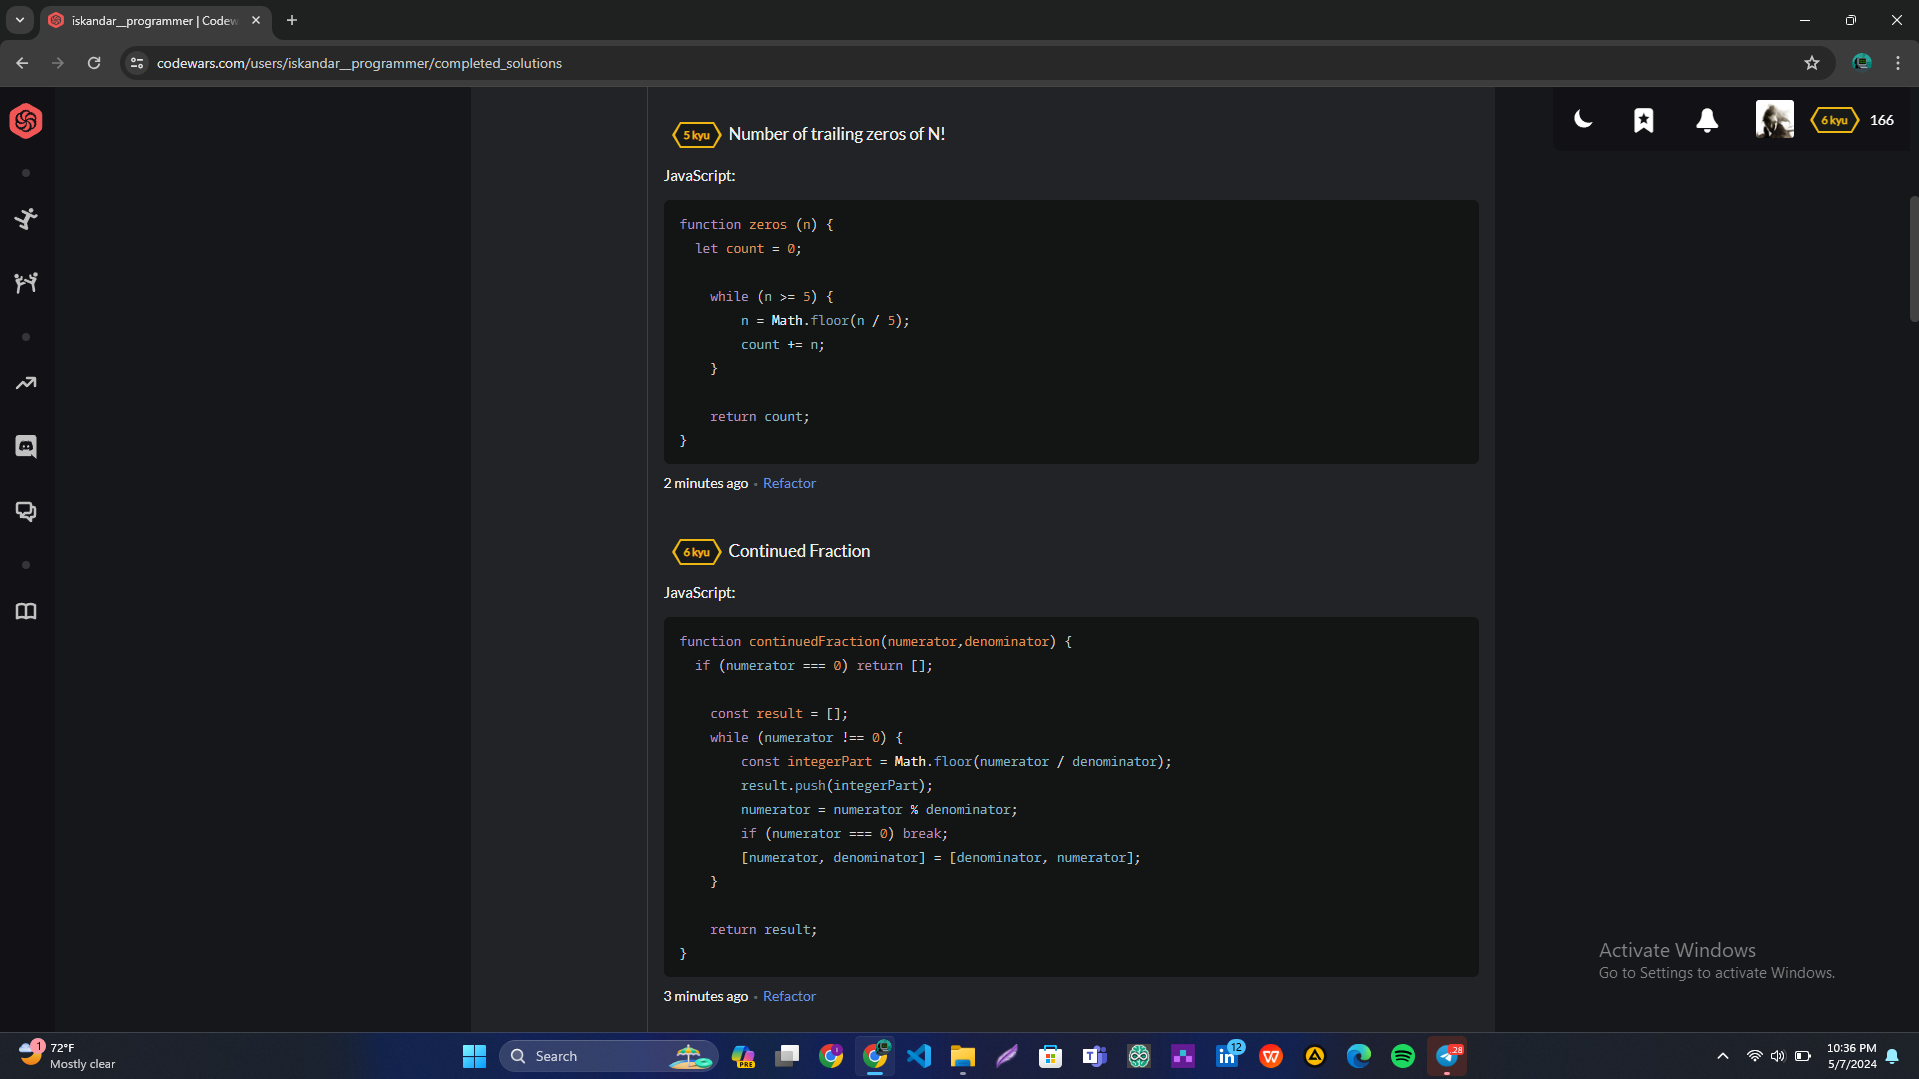 iskandar__programmer | Codew
codewars.com/users/iskandar__programmer/completed_solutions
6 kyu
166
5 kyu
Number of trailing zeros of N!
JavaScript:
function zeros (n) {
  let count = 0;
    while (n >= 5) {
        n = Math.floor(n / 5);
        count += n;
    }
    return count;
}
2 minutes ago • Refactor
6 kyu
Continued Fraction
JavaScript:
function continuedFraction(numerator,denominator) {
  if (numerator === 0) return [];
    const result = [];
    while (numerator !== 0) {
        const integerPart = Math.floor(numerator / denominator);
        result.push(integerPart);
        numerator = numerator % denominator;
        if (numerator === 0) break;
        [numerator, denominator] = [denominator, numerator];
    }
    return result;
}
3 minutes ago • Refactor
Activate Windows
Go to Settings to activate Windows.
1
72°F
Mostly clear
Search
PRE
12
28
10:36 PM
5/7/2024